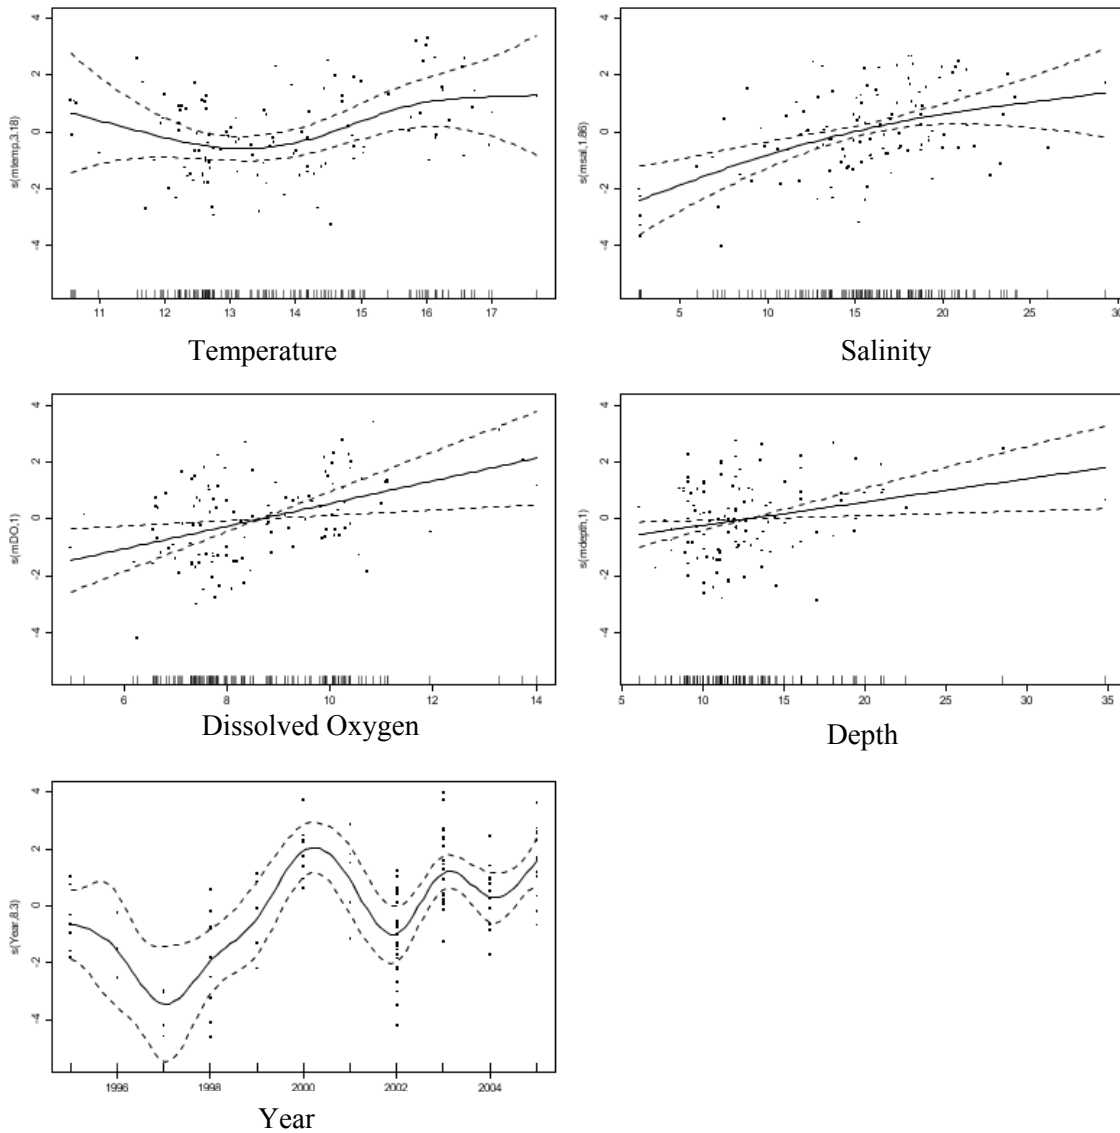 s(mtemp,3.18)
4
2
0
-2
-4
11 12 13 14 15 16 17
Temperature
s(msal,1.86)
4
2
0
-2
-4
5 10 15 20 25 30
Salinity
s(mDO,1)
4
2
0
-2
-4
6 8 10 12 14
Dissolved Oxygen
s(mdepth,1)
4
2
0
-2
-4
5 10 15 20 25 30 35
Depth
s(Year,8.3)
4
2
0
-2
-4
1996 1998 2000 2002 2004
Year